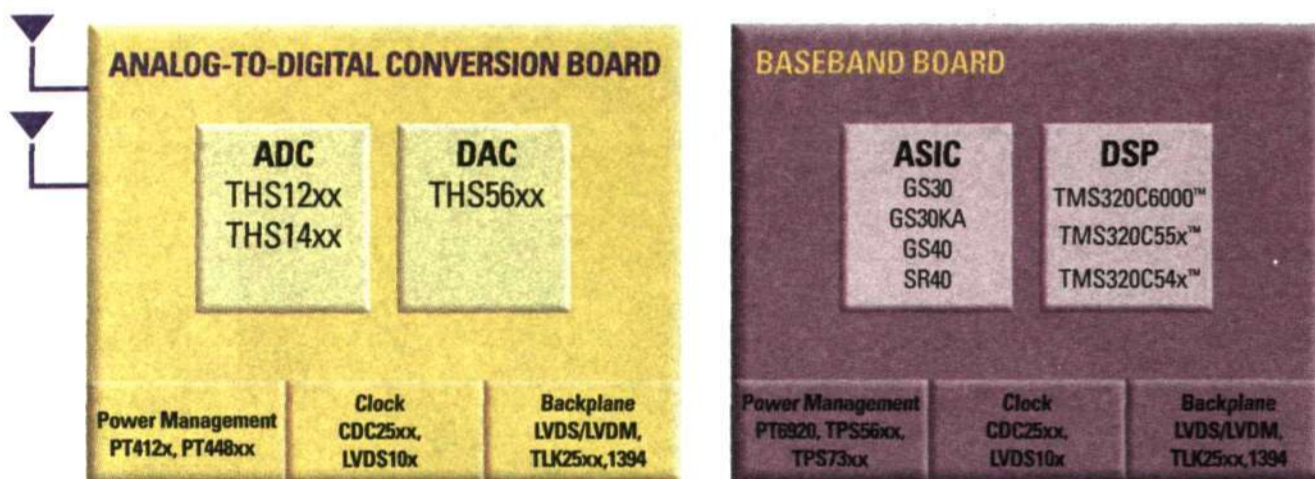 ANALOG-TO-DIGITAL CONVERSION BOARD
ADC
THS12xx
THS14xx
DAC
THS56xx
Power Management
PT412x, PT448xx
Clock
CDC25xx,
LVDS10x
Backplane
LVDS/LVDM,
TLK25xx,1394
BASEBAND BOARD
ASIC
GS30
GS30KA
GS40
SR40
DSP
TMS320C6000™
TMS320C55x™
TMS320C54x™
Power Management
PT6920, TPS56xx,
TPS73xx
Clock
CDC25xx,
LVDS10x
Backplane
LVDS/LVDM,
TLK25xx,1394